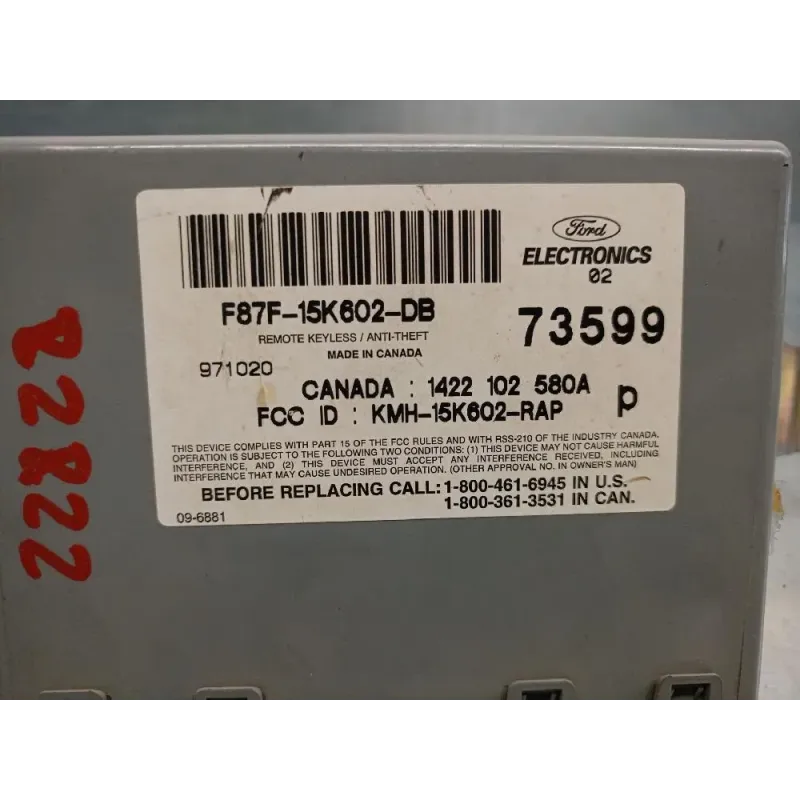 Ford
ELECTRONICS
02
F87F-15K602-DB
73599
REMOTE KEYLESS / ANTI-THEFT
MADE IN CANADA
971020
CANADA : 1422 102 580A
FCC ID : KMH-15K602-RAP P
THIS DEVICE COMPLIES WITH PART 15 OF THE FCC RULES AND WITH RSS-210 OF THE INDUSTRY CANADA.
OPERATION IS SUBJECT TO THE FOLLOWING TWO CONDITIONS: (1) THIS DEVICE MAY NOT CAUSE HARMFUL
INTERFERENCE, AND (2) THIS DEVICE MUST ACCEPT ANY INTERFERENCE RECEIVED, INCLUDING
INTERFERENCE THAT MAY CAUSE UNDESIRED OPERATION. (OTHER APPROVAL NO. IN OWNER'S MAN)
BEFORE REPLACING CALL: 1-800-461-6945 IN U.S.
1-800-361-3531 IN CAN.
09-6881